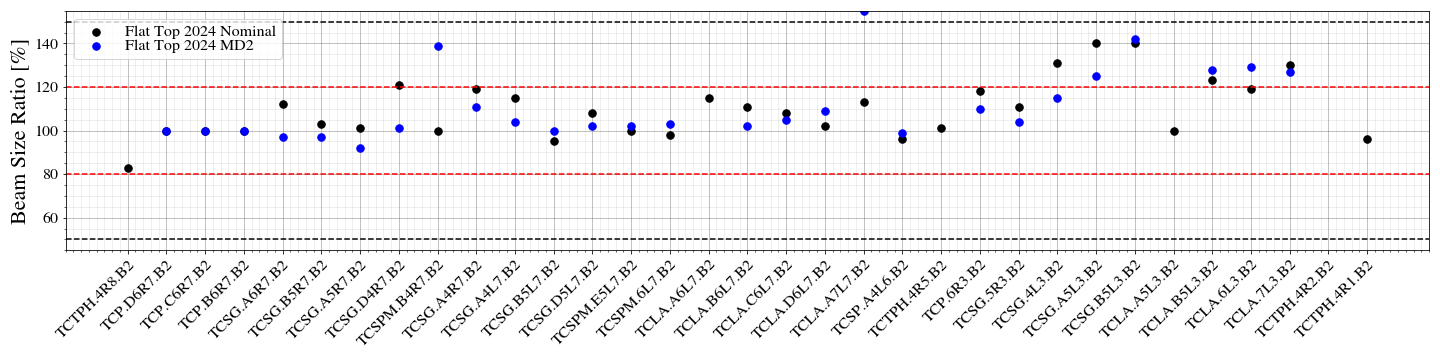 Flat Top 2024 Nominal
Flat Top 2024 MD2
Beam Size Ratio [%]
140
120
100
80
60
TCTPH.4R8.B2
TCP.D6R7.B2
TCP.C6R7.B2
TCP.B6R7.B2
TCSG.A6R7.B2
TCSG.B5R7.B2
TCSG.A5R7.B2
TCSG.D4R7.B2
TCSPM.B4R7.B2
TCSG.A4R7.B2
TCSG.A4L7.B2
TCSG.B5L7.B2
TCSG.D5L7.B2
TCSPM.E5L7.B2
TCSPM.6L7.B2
TCLA.A6L7.B2
TCLA.B6L7.B2
TCLA.C6L7.B2
TCLA.D6L7.B2
TCLA.A7L7.B2
TCSP.A4L6.B2
TCTPH.4R5.B2
TCP.6R3.B2
TCSG.5R3.B2
TCSG.4L3.B2
TCSG.A5L3.B2
TCSG.B5L3.B2
TCLA.A5L3.B2
TCLA.B5L3.B2
TCLA.6L3.B2
TCLA.7L3.B2
TCTPH.4R2.B2
TCTPH.4R1.B2